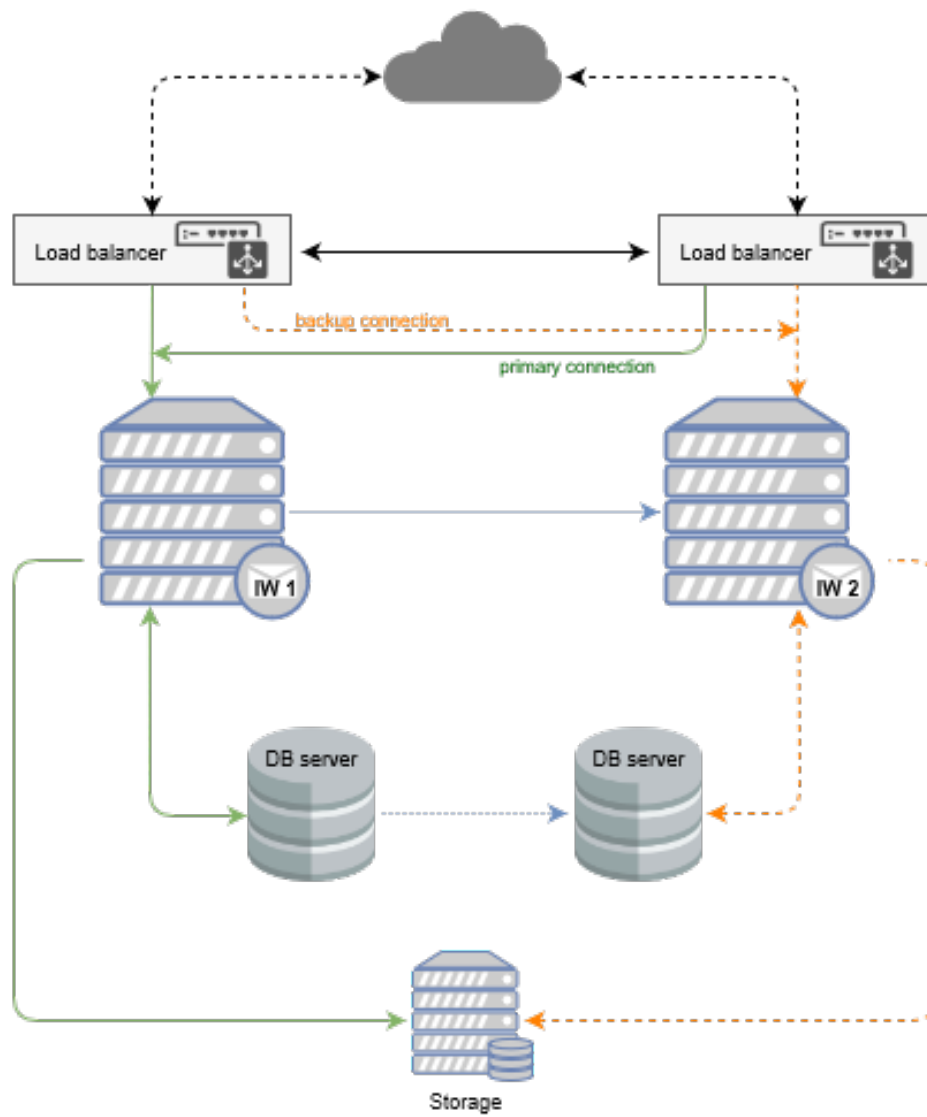 Load balancer
Load balancer
backup connection
primary connection
IW 1
IW 2
DB server
DB server
Storage